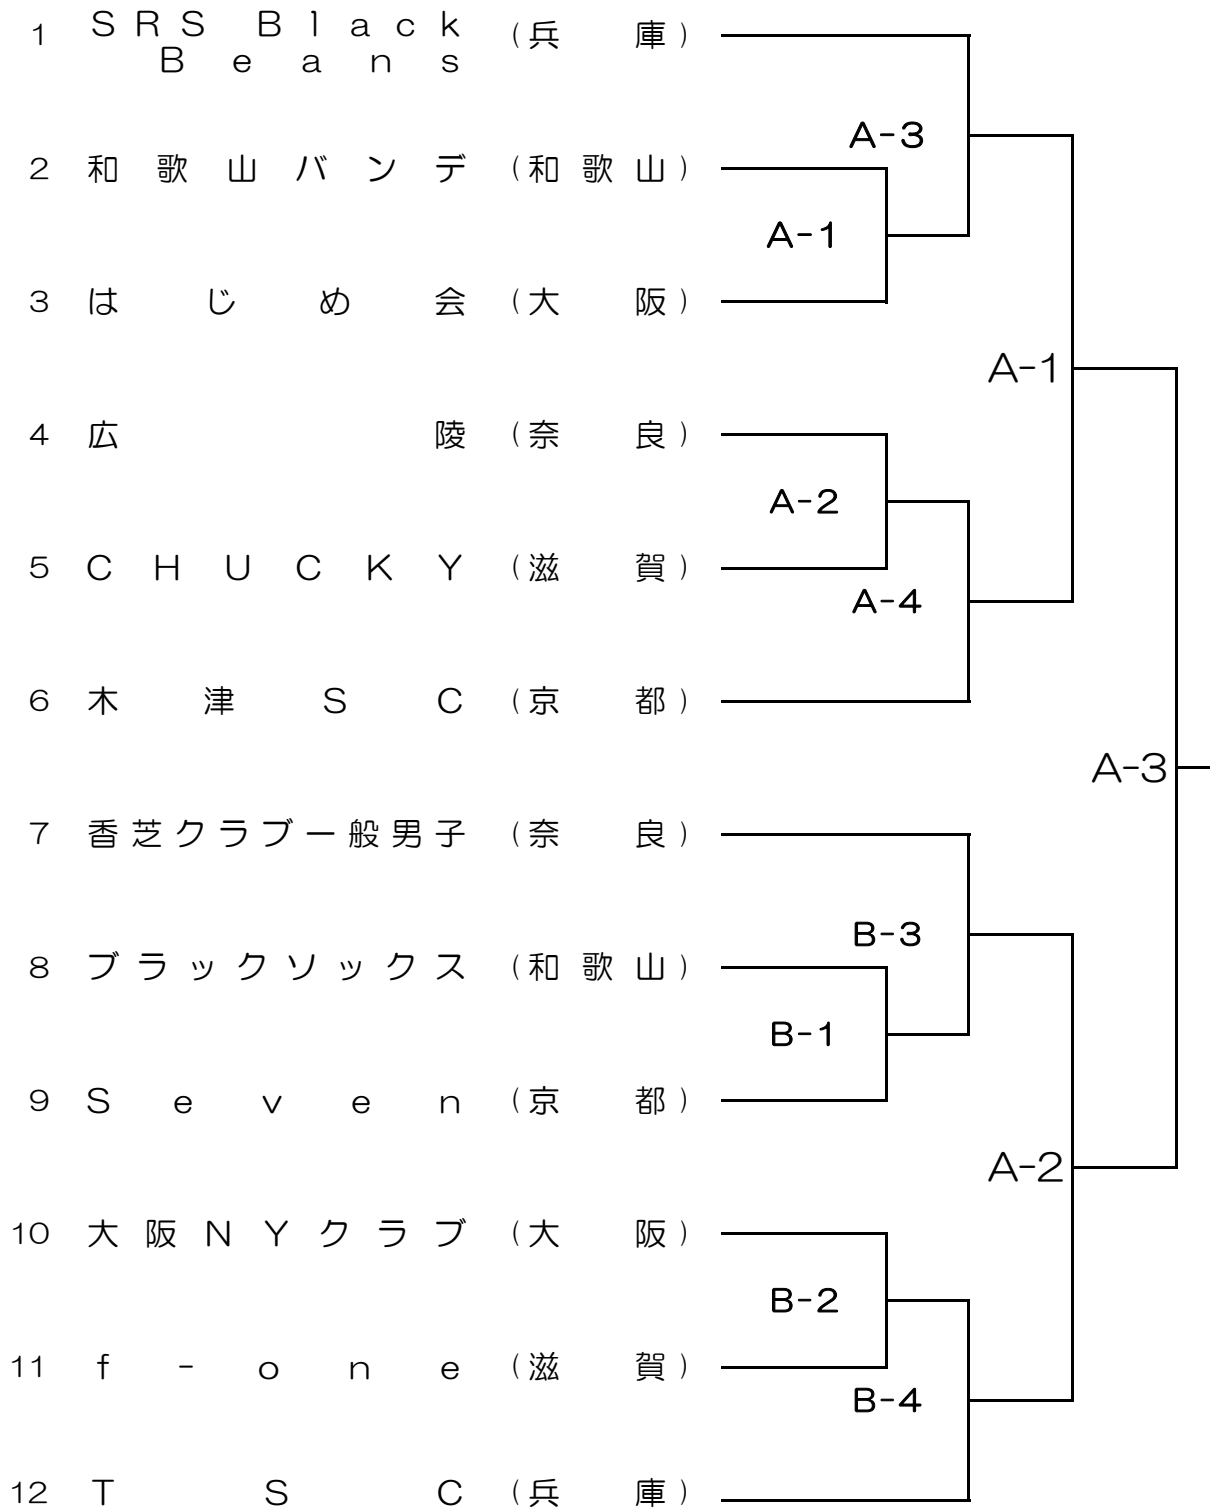 1 SRS Black Beans (兵庫)
A-3
2 和歌山バンデ (和歌山)
A-1
3 はじめ会 (大阪)
A-1
4 広陵 (奈良)
A-2
5 CHUCKY (滋賀)
A-4
6 木津SC (京都)
A-3
7 香芝クラブ一般男子 (奈良)
B-3
8 ブラックソックス (和歌山)
B-1
9 Seven (京都)
A-2
10 大阪NYクラブ (大阪)
B-2
11 f-one (滋賀)
B-4
12 TSC (兵庫)